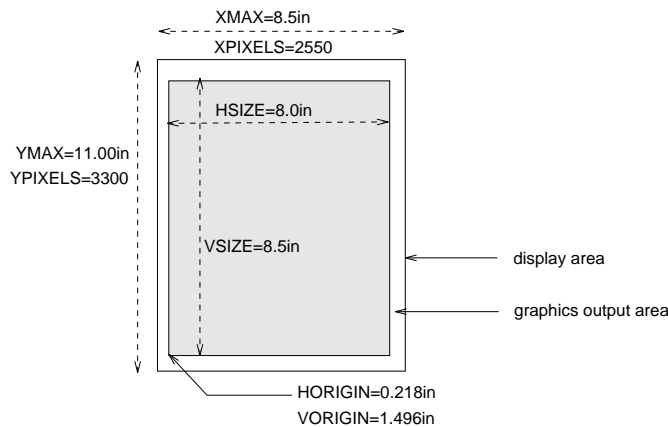 XMAX=8.5in
XPIXELS=2550
HSIZE=8.0in
YMAX=11.00in
YPIXELS=3300
VSIZE=8.5in
display area
graphics output area
HORIGIN=0.218in
VORIGIN=1.496in